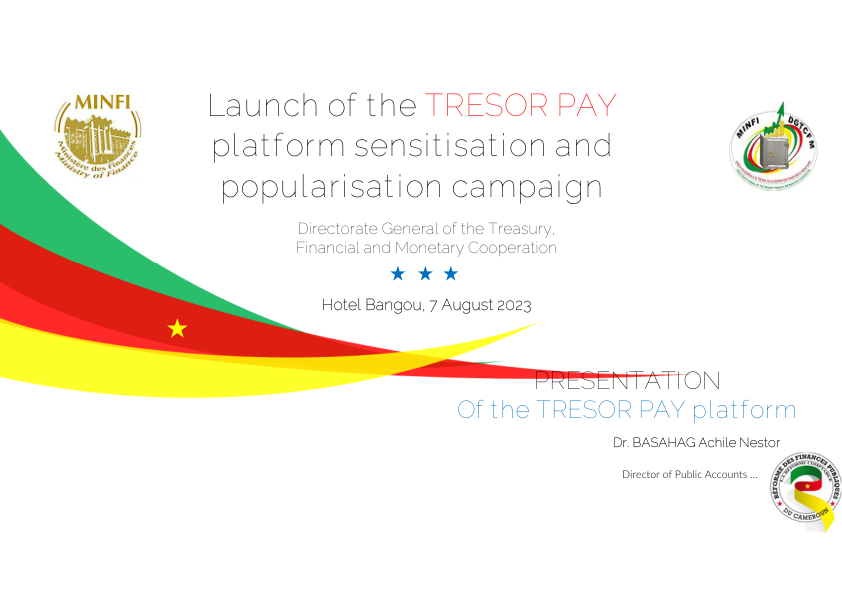 MINFI
Ministère des Finances
Ministry of Finance
Launch of the TRESOR PAY
platform sensitisation and
popularisation campaign
MINFI DGTCFM
Directorate General of the Treasury,
Financial and Monetary Cooperation
Hotel Bangou, 7 August 2023
PRESENTATION
Of the TRESOR PAY platform
Dr. BASAHAG Achile Nestor
Director of Public Accounts ...
RÉFORME DES FINANCES PUBLIQUES
DU CAMEROUN